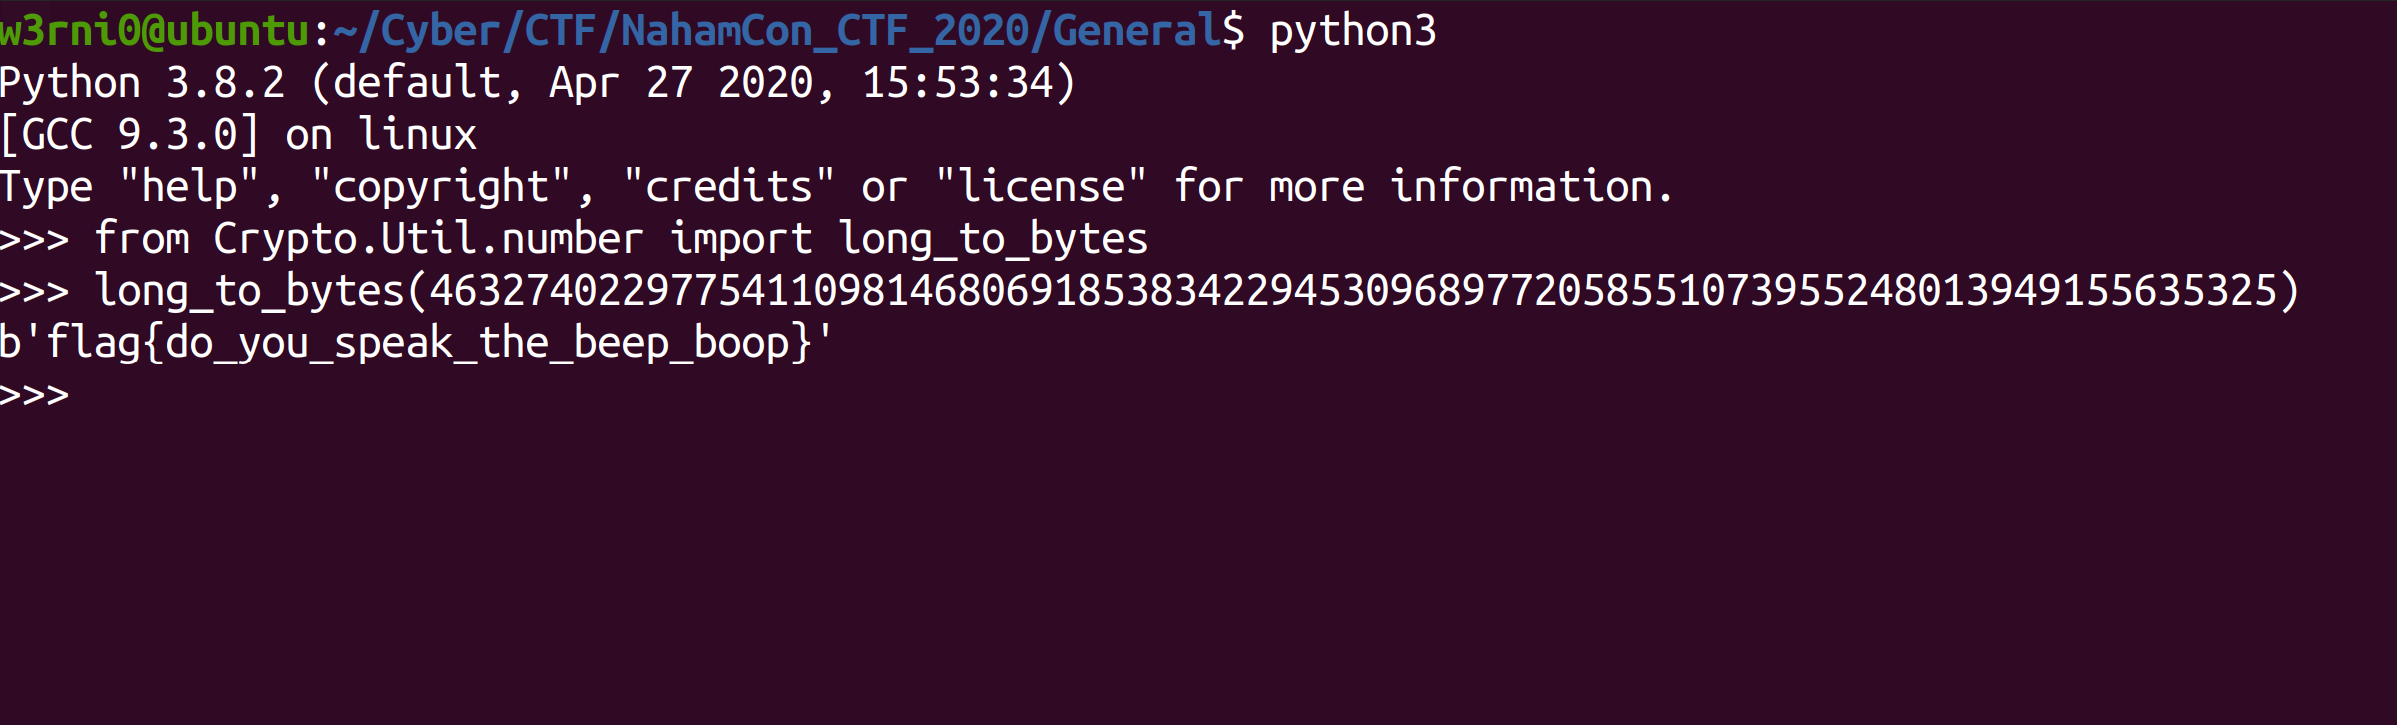 w3rni0@ubuntu:~/Cyber/CTF/NahamCon_CTF_2020/General$ python3
Python 3.8.2 (default, Apr 27 2020, 15:53:34)
[GCC 9.3.0] on linux
Type "help", "copyright", "credits" or "license" for more information.
>>> from Crypto.Util.number import long_to_bytes
>>> long_to_bytes(46327402297754110981468069185383422945309689772058551073955248013949155635325)
b'flag{do_you_speak_the_beep_boop}'
>>>